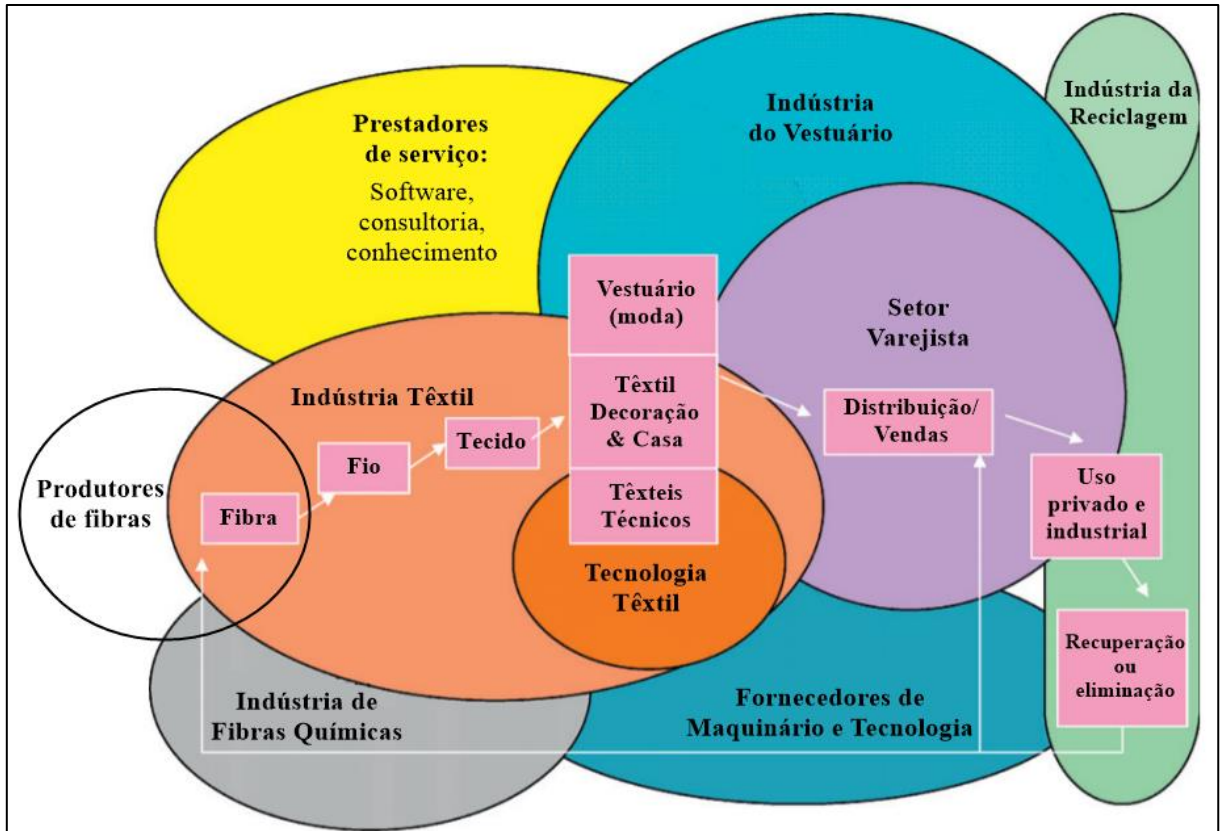 Prestadores
de serviço:
Software,
consultoria,
conhecimento
Indústria
do Vestuário
Indústria da
Reciclagem
Vestuário
(moda)
Setor
Varejista
Indústria Têxtil
Têxtil
Decoração
& Casa
Distribuição/
Vendas
Tecido
Fio
Produtores
de fibras
Fibra
Têxteis
Técnicos
Uso
privado e
industrial
Tecnologia
Têxtil
Recuperação
ou
eliminação
Indústria de
Fibras Químicas
Fornecedores de
Maquinário e Tecnologia